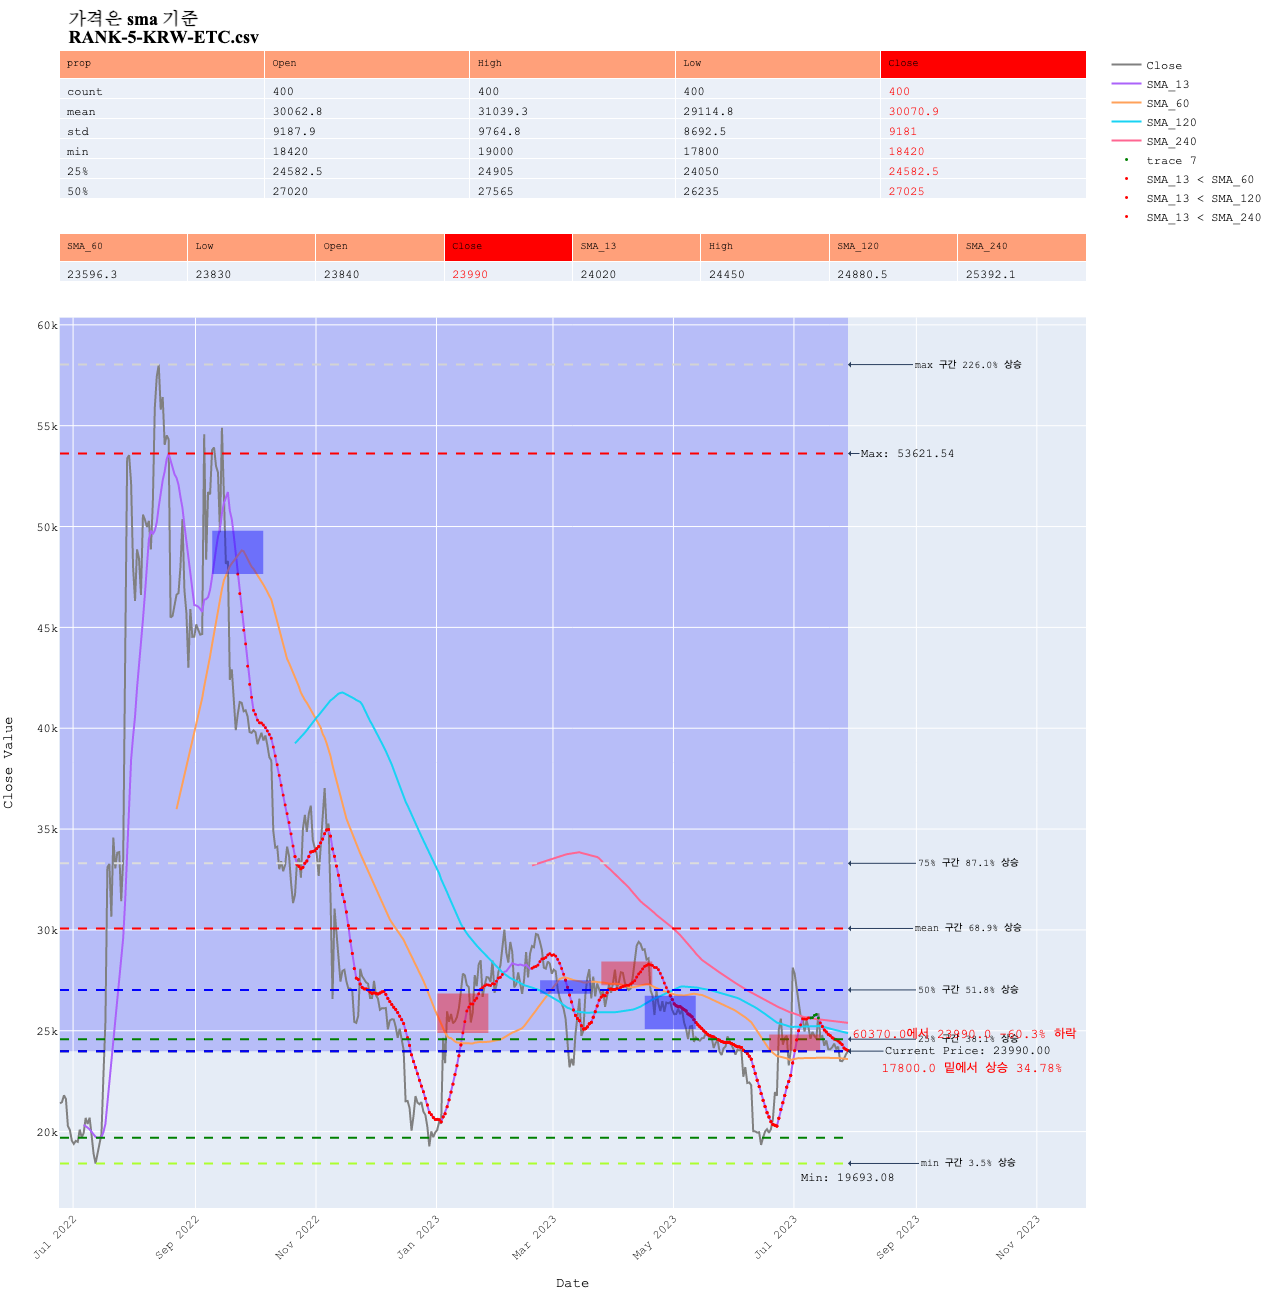 가격은 sma 기준
RANK-5-KRW-ETC.csv
prop Open High Low Close
count 400 400 400 400
mean 30062.8 31039.3 29114.8 30070.9
std 9187.9 9764.8 8692.5 9181
min 18420 19000 17800 18420
25% 24582.5 24905 24050 24582.5
50% 27020 27565 26235 27025
SMA_60 Low Open Close SMA_13 High SMA_120 SMA_240
23596.3 23830 23840 23990 24020 24450 24880.5 25392.1
Close
SMA_13
SMA_60
SMA_120
SMA_240
trace 7
SMA_13 < SMA_60
SMA_13 < SMA_120
SMA_13 < SMA_240
60k
55k
50k
45k
40k
35k
30k
25k
20k
Close Value
max 구간 226.0% 상승
Max: 53621.54
75% 구간 87.1% 상승
mean 구간 68.9% 상승
50% 구간 51.8% 상승
60370.0에서 23990.0 -60.3% 하락
25% 구간 38.1% 상승
Current Price: 23990.00
17800.0 밑에서 상승 34.78%
min 구간 3.5% 상승
Min: 19693.08
Jul 2022
Sep 2022
Nov 2022
Jan 2023
Mar 2023
May 2023
Jul 2023
Sep 2023
Nov 2023
Date